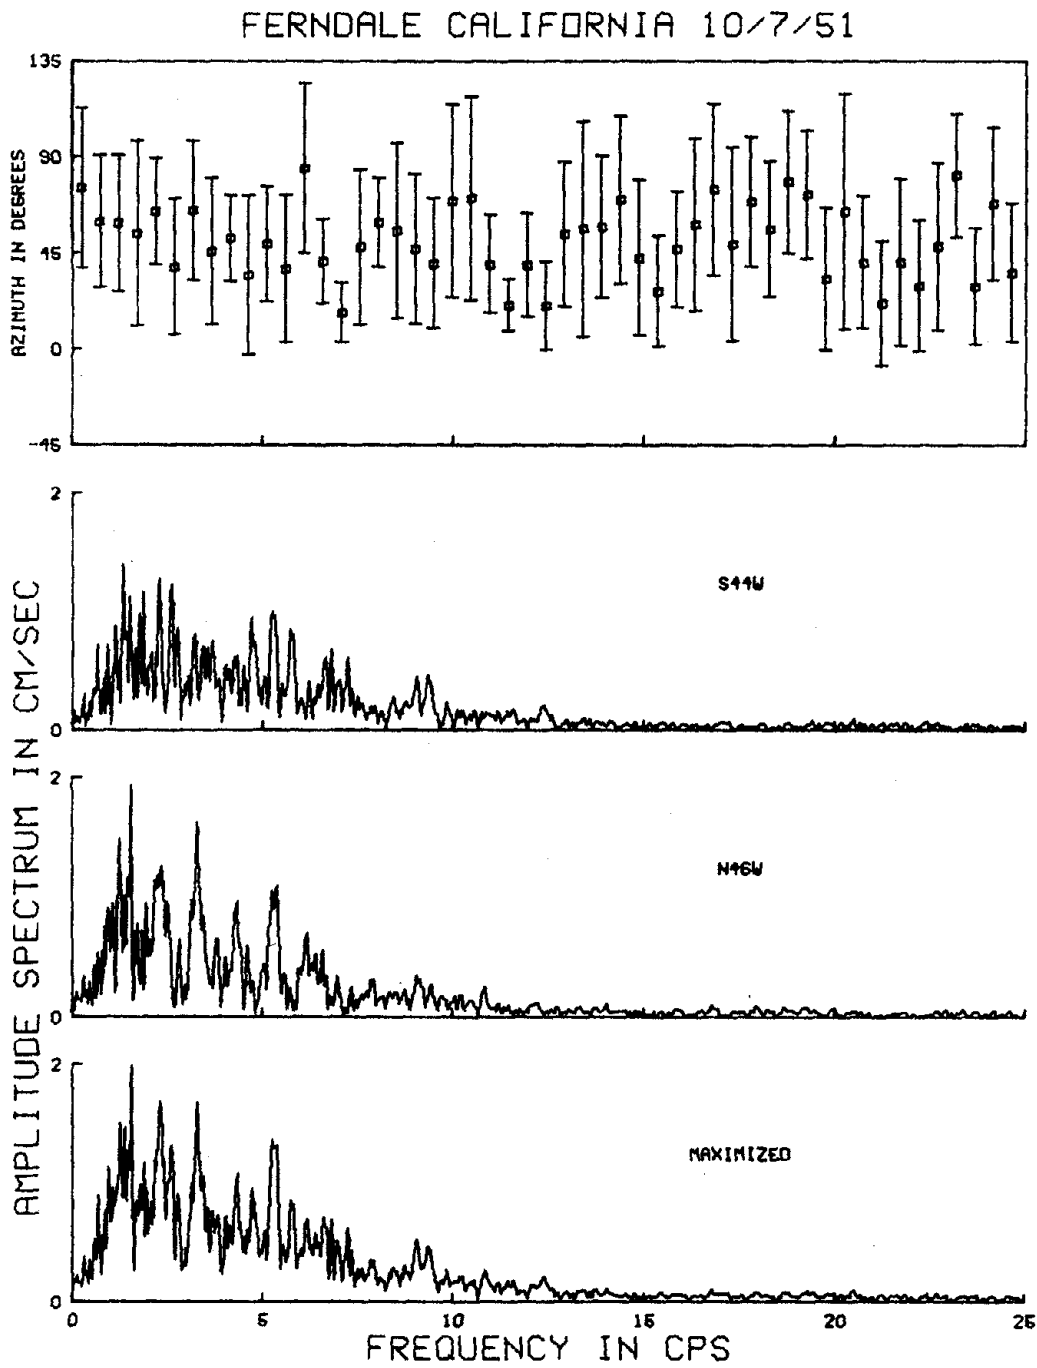 FERNDALE CALIFORNIA 10/7/51
135
90
45
0
-45
AZIMUTH IN DEGREES
2
0
S44W
2
0
N46W
2
0
MAXIMIZED
AMPLITUDE SPECTRUM IN CM/SEC
0 5 10 15 20 25
FREQUENCY IN CPS